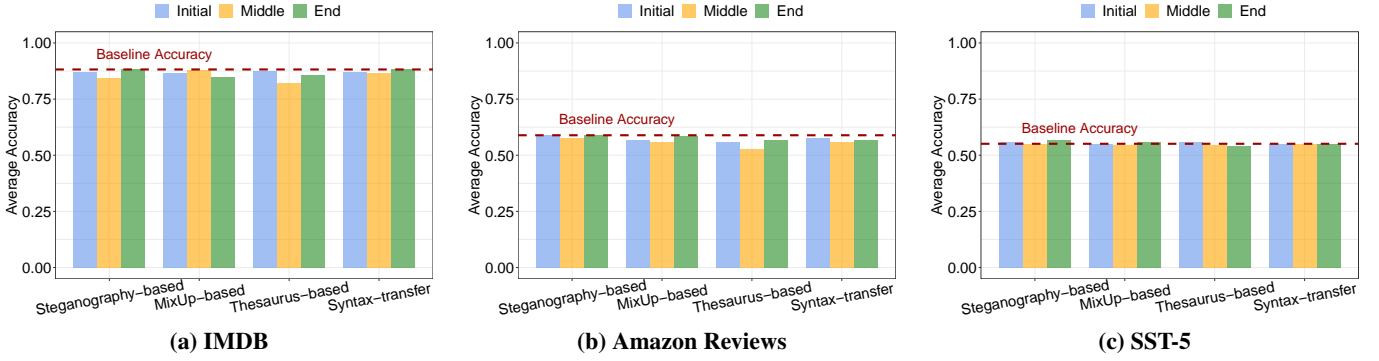 Initial Middle End
Baseline Accuracy
Average Accuracy
1.00
0.75
0.50
0.25
0.00
Steganography-based
MixUp-based
Thesaurus-based
Syntax-transfer
(a) IMDB
Initial Middle End
Baseline Accuracy
Average Accuracy
1.00
0.75
0.50
0.25
0.00
Steganography-based
MixUp-based
Thesaurus-based
Syntax-transfer
(b) Amazon Reviews
Initial Middle End
Baseline Accuracy
Average Accuracy
1.00
0.75
0.50
0.25
0.00
Steganography-based
MixUp-based
Thesaurus-based
Syntax-transfer
(c) SST-5